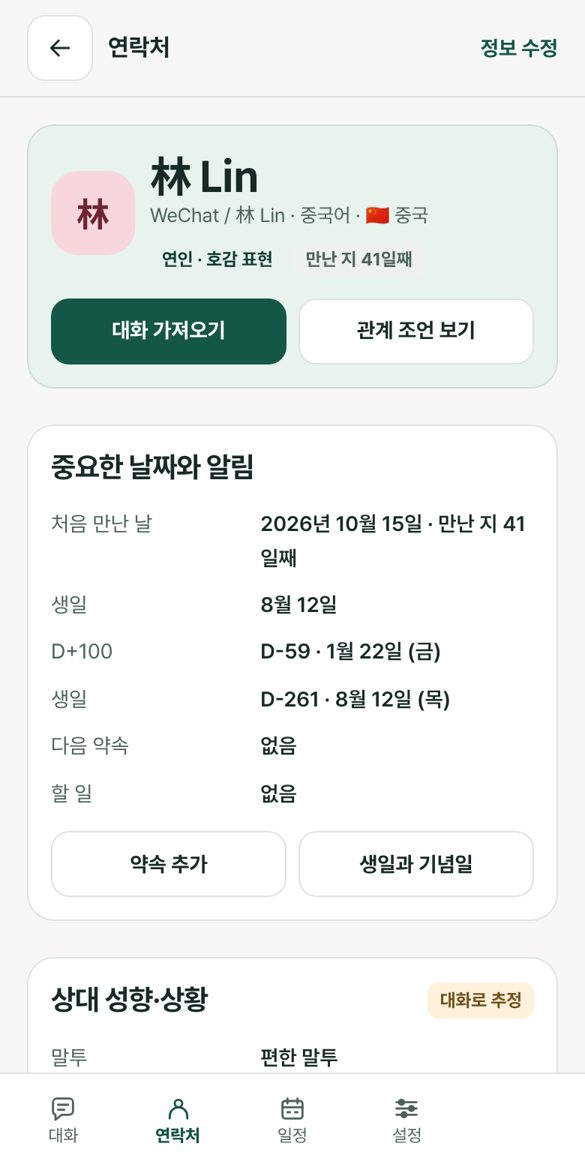 연락처
정보 수정
林
林 Lin
WeChat / 林 Lin · 중국어 · 🇨🇳 중국
연인 · 호감 표현
만난 지 41일째
대화 가져오기
관계 조언 보기
중요한 날짜와 알림
처음 만난 날
2026년 10월 15일 · 만난 지 41
일째
생일
8월 12일
D+100
D-59 · 1월 22일 (금)
생일
D-261 · 8월 12일 (목)
다음 약속
없음
할 일
없음
약속 추가
생일과 기념일
상대 성향·상황
대화로 추정
말투
편한 말투
대화
연락처
일정
설정